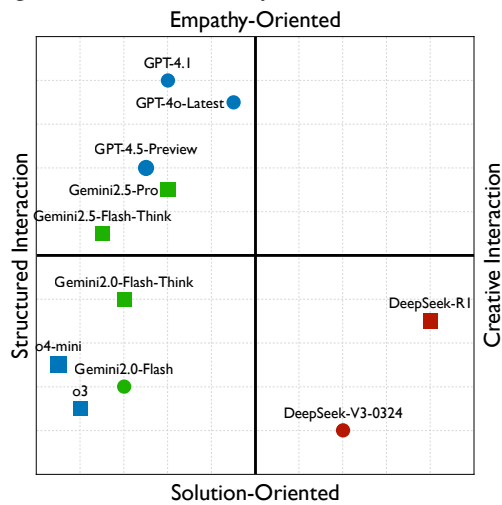 Empathy-Oriented
GPT-4.1
GPT-4o-Latest
GPT-4.5-Preview
Gemini2.5-Pro
Gemini2.5-Flash-Think
Structured Interaction
Creative Interaction
Gemini2.0-Flash-Think
DeepSeek-R1
o4-mini
Gemini2.0-Flash
o3
DeepSeek-V3-0324
Solution-Oriented